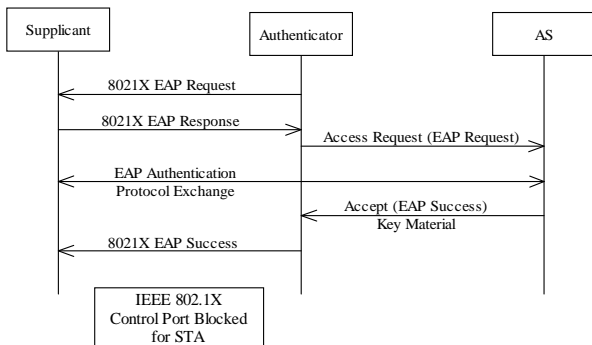 Supplicant
Authenticator
AS
8021X EAP Request
8021X EAP Response
Access Request (EAP Request)
EAP Authentication
Protocol Exchange
Accept (EAP Success)
Key Material
8021X EAP Success
IEEE 802.1X
Control Port Blocked
for STA